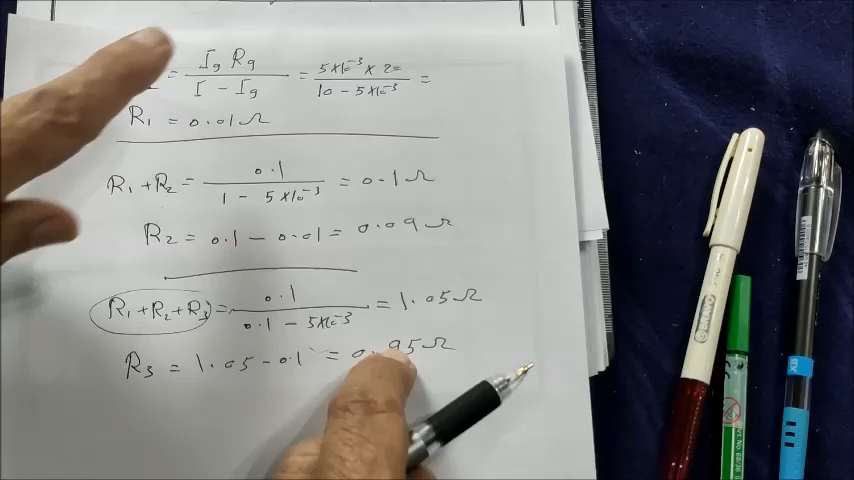 = Ig Rg / I - Ig = 5×10⁻³ × 20 / 10 - 5×10⁻³ =
R₁ = 0.01Ω
R₁+R₂ = 0.1 / 1 - 5×10⁻³ = 0.1Ω
R₂ = 0.1 - 0.01 = 0.09Ω
R₁+R₂+R₃ = 0.1 / 0.1 - 5×10⁻³ = 1.05Ω
R₃ = 1.05 - 0.1 = 0.95Ω
XB